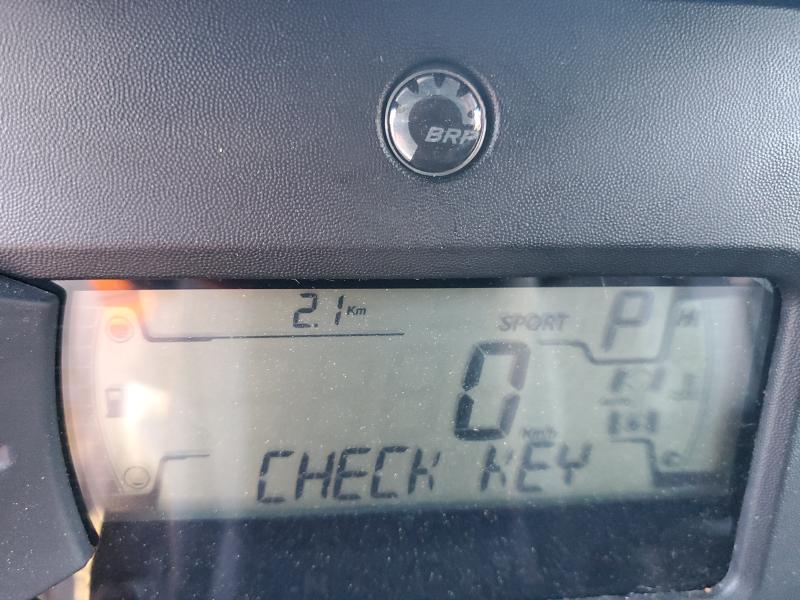 BRP
2.1 Km
SPORT P H
0 Km/h
C
CHECK KEY